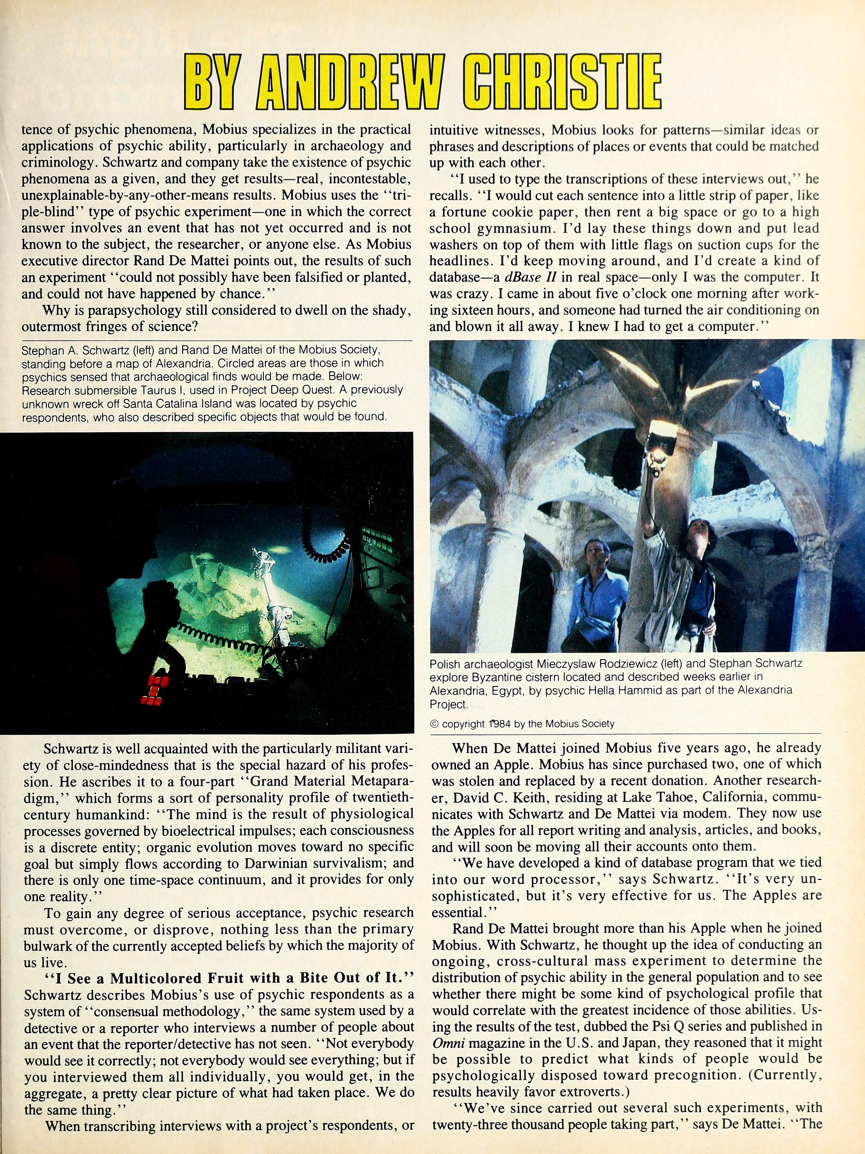 BY ANDREW CHRISTIE
tence of psychic phenomena, Mobius specializes in the practical
applications of psychic ability, particularly in archaeology and
criminology. Schwartz and company take the existence of psychic
phenomena as a given, and they get results—real, incontestable,
unexplainable-by-any-other-means results. Mobius uses the “tri-
ple-blind” type of psychic experiment—one in which the correct
answer involves an event that has not yet occurred and is not
known to the subject, the researcher, or anyone else. As Mobius
executive director Rand De Mattei points out, the results of such
an experiment “could not possibly have been falsified or planted,
and could not have happened by chance.”
Why is parapsychology still considered to dwell on the shady,
outermost fringes of science?
Stephan A. Schwartz (left) and Rand De Mattei of the Mobius Society,
standing before a map of Alexandria. Circled areas are those in which
psychics sensed that archaeological finds would be made. Below:
Research submersible Taurus I, used in Project Deep Quest. A previously
unknown wreck off Santa Catalina Island was located by psychic
respondents, who also described specific objects that would be found.
Schwartz is well acquainted with the particularly militant vari-
ety of close-mindedness that is the special hazard of his profes-
sion. He ascribes it to a four-part “Grand Material Metapara-
digm,” which forms a sort of personality profile of twentieth-
century humankind: “The mind is the result of physiological
processes governed by bioelectrical impulses; each consciousness
is a discrete entity; organic evolution moves toward no specific
goal but simply flows according to Darwinian survivalism; and
there is only one time-space continuum, and it provides for only
one reality.”
To gain any degree of serious acceptance, psychic research
must overcome, or disprove, nothing less than the primary
bulwark of the currently accepted beliefs by which the majority of
us live.
“I See a Multicolored Fruit with a Bite Out of It.”
Schwartz describes Mobius’s use of psychic respondents as a
system of “consensual methodology,” the same system used by a
detective or a reporter who interviews a number of people about
an event that the reporter/detective has not seen. “Not everybody
would see it correctly; not everybody would see everything; but if
you interviewed them all individually, you would get, in the
aggregate, a pretty clear picture of what had taken place. We do
the same thing.”
When transcribing interviews with a project’s respondents, or
intuitive witnesses, Mobius looks for patterns—similar ideas or
phrases and descriptions of places or events that could be matched
up with each other.
“I used to type the transcriptions of these interviews out,” he
recalls. “I would cut each sentence into a little strip of paper, like
a fortune cookie paper, then rent a big space or go to a high
school gymnasium. I’d lay these things down and put lead
washers on top of them with little flags on suction cups for the
headlines. I’d keep moving around, and I’d create a kind of
database—a dBase II in real space—only I was the computer. It
was crazy. I came in about five o’clock one morning after work-
ing sixteen hours, and someone had turned the air conditioning on
and blown it all away. I knew I had to get a computer.”
Polish archaeologist Mieczyslaw Rodziewicz (left) and Stephan Schwartz
explore Byzantine cistern located and described weeks earlier in
Alexandria, Egypt, by psychic Hella Hammid as part of the Alexandria
Project.
© copyright 1984 by the Mobius Society
When De Mattei joined Mobius five years ago, he already
owned an Apple. Mobius has since purchased two, one of which
was stolen and replaced by a recent donation. Another research-
er, David C. Keith, residing at Lake Tahoe, California, commu-
nicates with Schwartz and De Mattei via modem. They now use
the Apples for all report writing and analysis, articles, and books,
and will soon be moving all their accounts onto them.
“We have developed a kind of database program that we tied
into our word processor,” says Schwartz. “It’s very un-
sophisticated, but it’s very effective for us. The Apples are
essential.”
Rand De Mattei brought more than his Apple when he joined
Mobius. With Schwartz, he thought up the idea of conducting an
ongoing, cross-cultural mass experiment to determine the
distribution of psychic ability in the general population and to see
whether there might be some kind of psychological profile that
would correlate with the greatest incidence of those abilities. Us-
ing the results of the test, dubbed the Psi Q series and published in
Omni magazine in the U.S. and Japan, they reasoned that it might
be possible to predict what kinds of people would be
psychologically disposed toward precognition. (Currently,
results heavily favor extroverts.)
“We’ve since carried out several such experiments, with
twenty-three thousand people taking part,” says De Mattei. “The